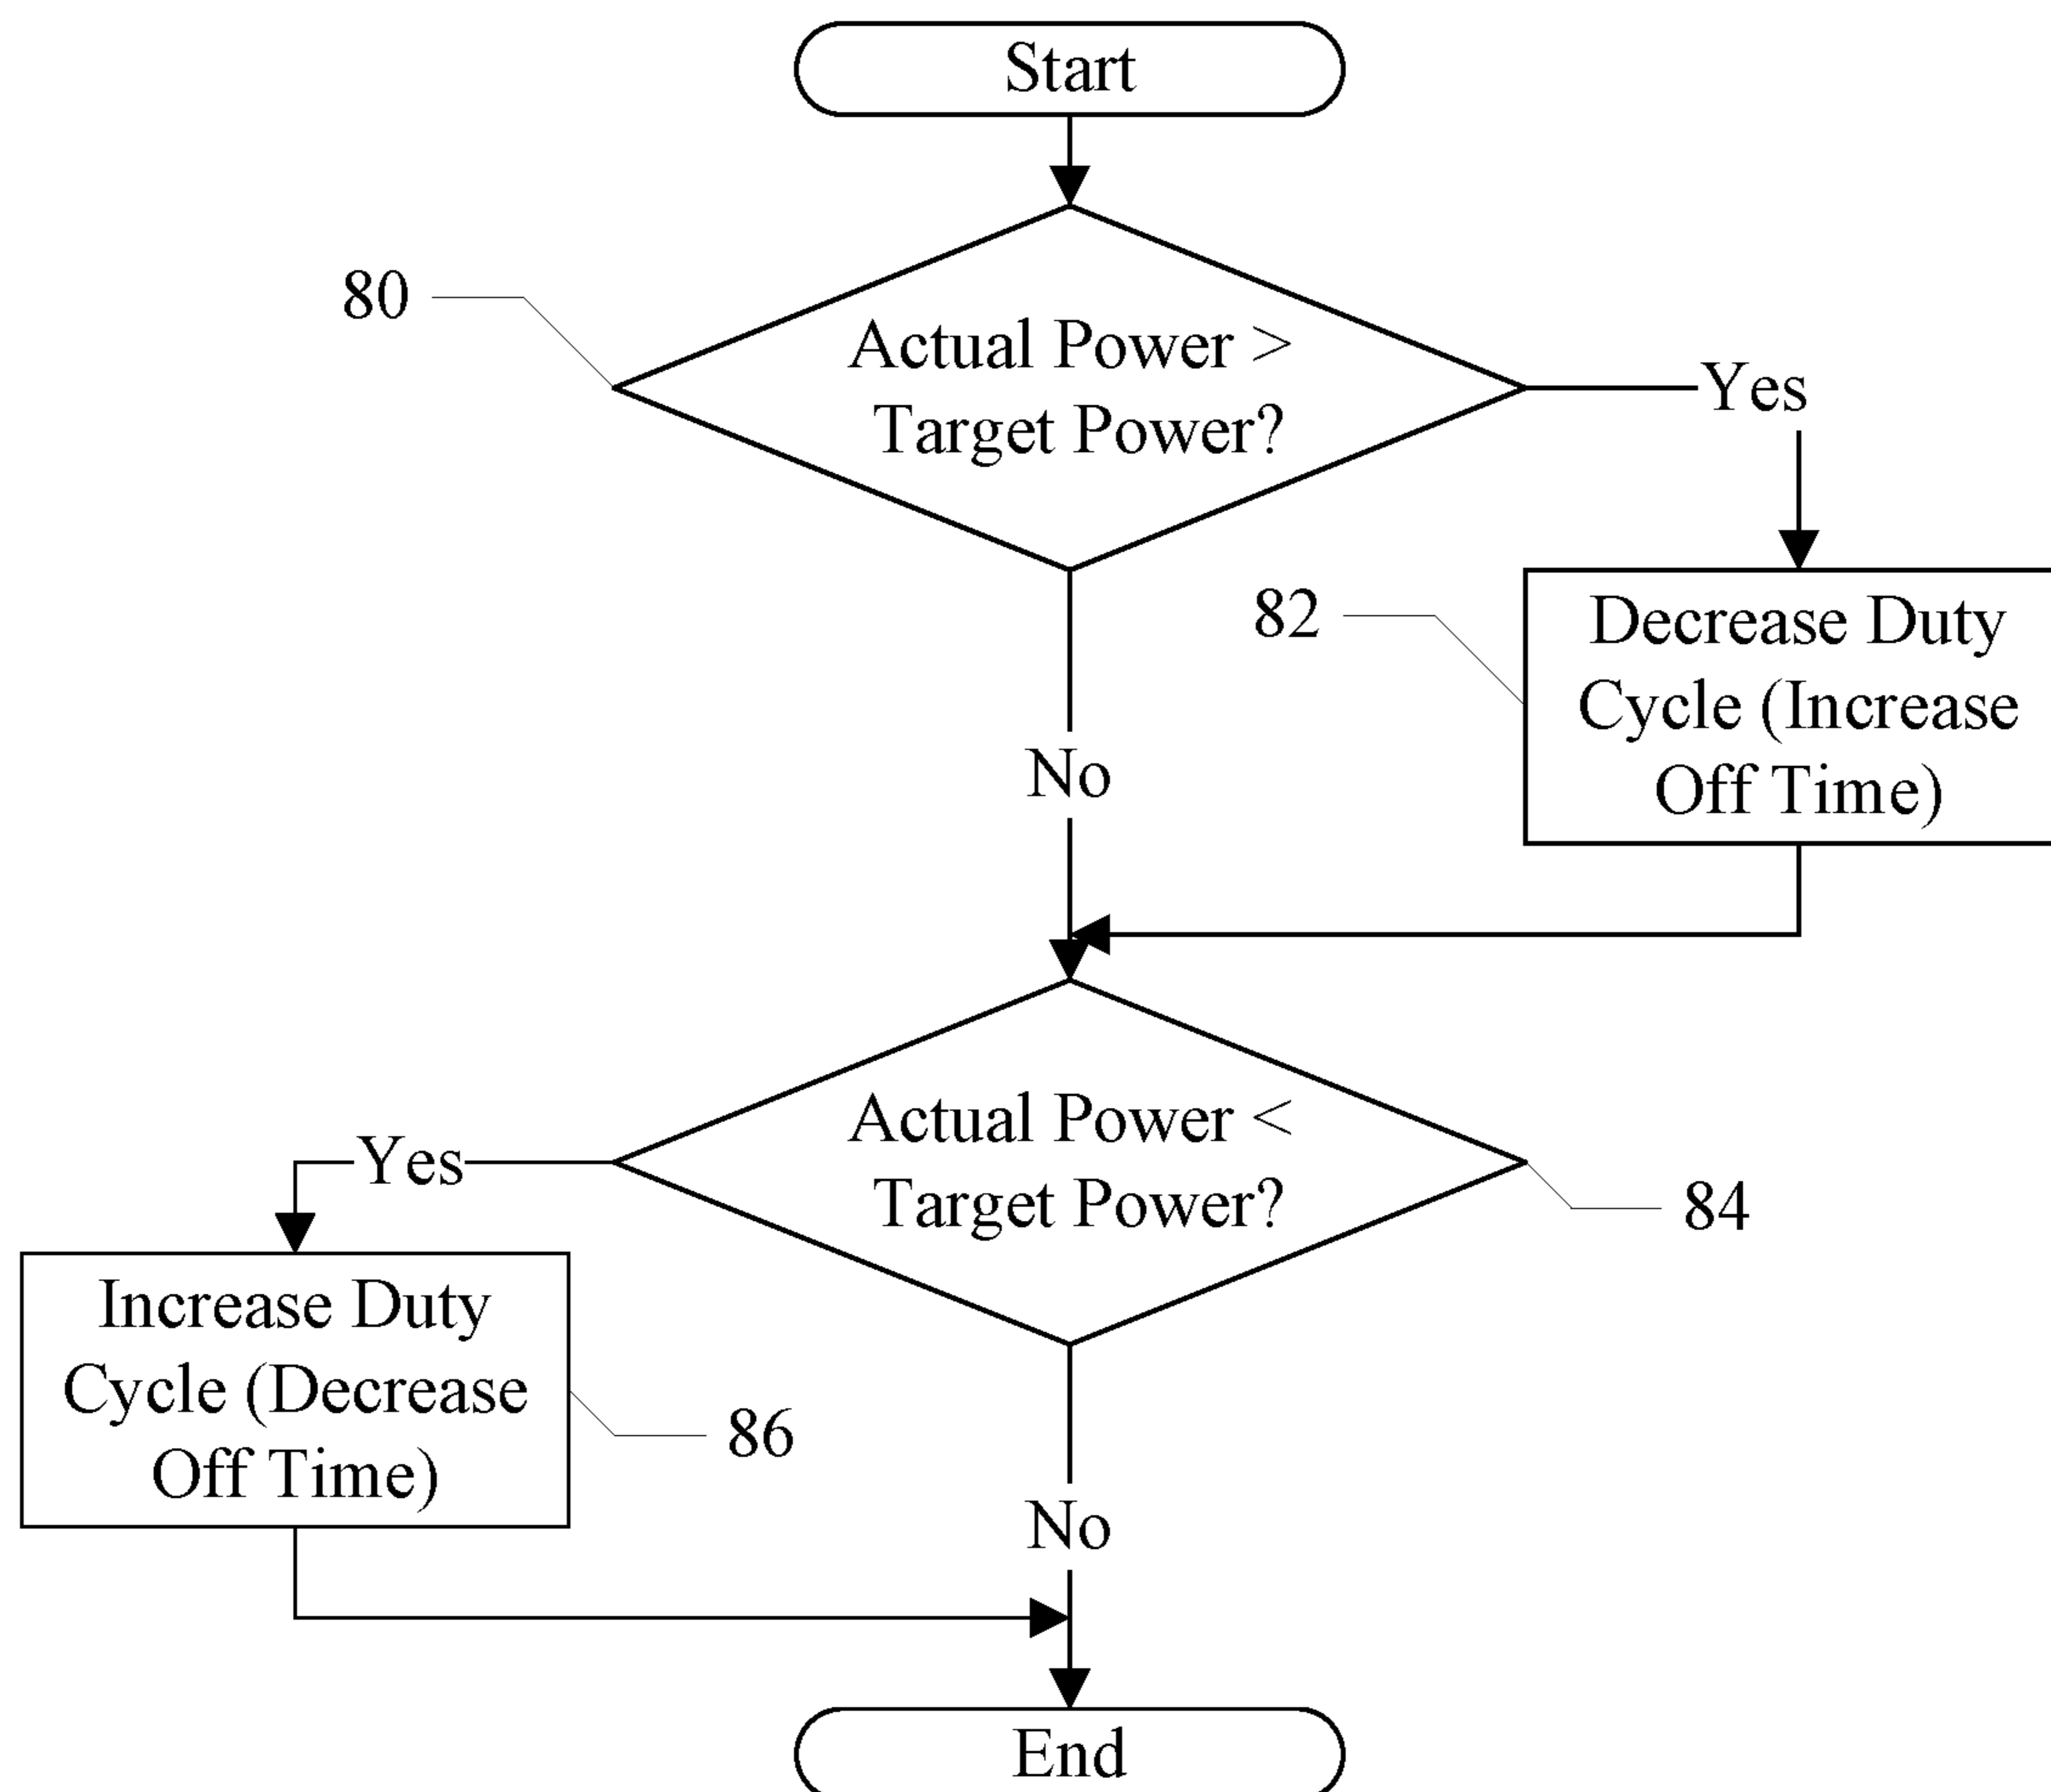 Start
80
Actual Power >
Target Power?
Yes
82
Decrease Duty
Cycle (Increase
Off Time)
No
Actual Power <
Target Power?
Yes
84
Increase Duty
Cycle (Decrease
Off Time)
86
No
End